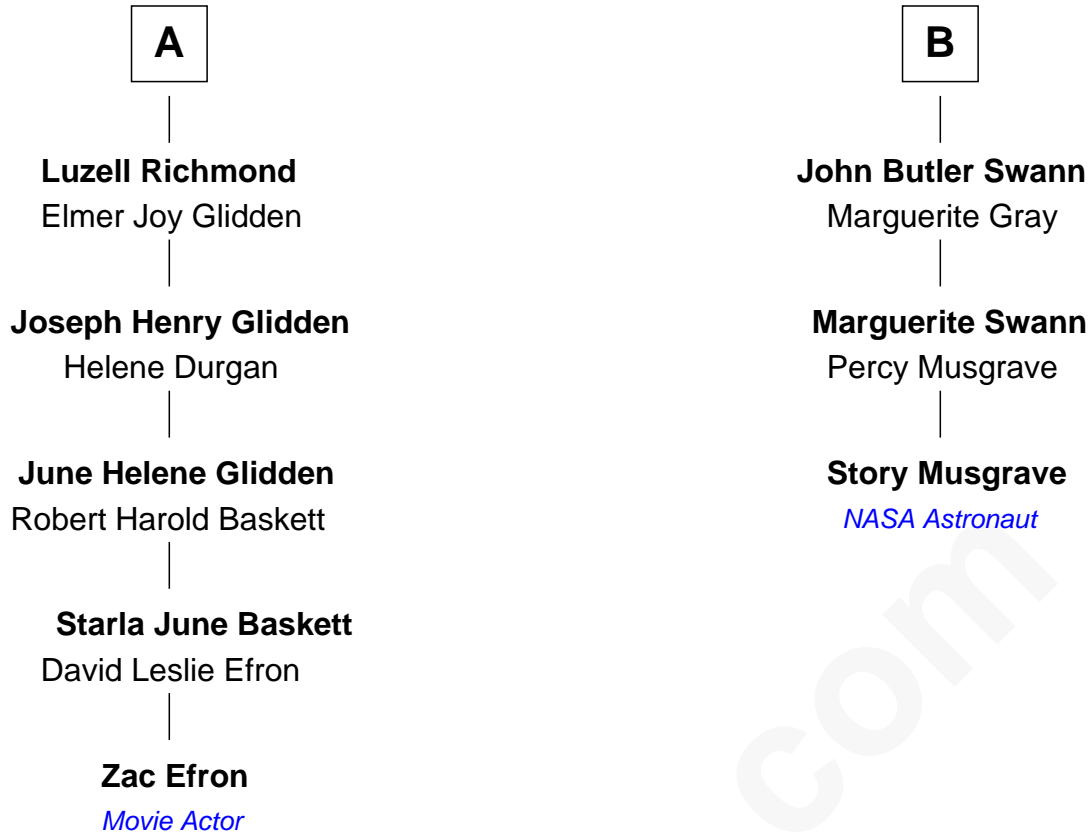 A
Luzell Richmond
Elmer Joy Glidden
Joseph Henry Glidden
Helene Durgan
June Helene Glidden
Robert Harold Baskett
Starla June Baskett
David Leslie Efron
Zac Efron
Movie Actor
B
John Butler Swann
Marguerite Gray
Marguerite Swann
Percy Musgrave
Story Musgrave
NASA Astronaut
com